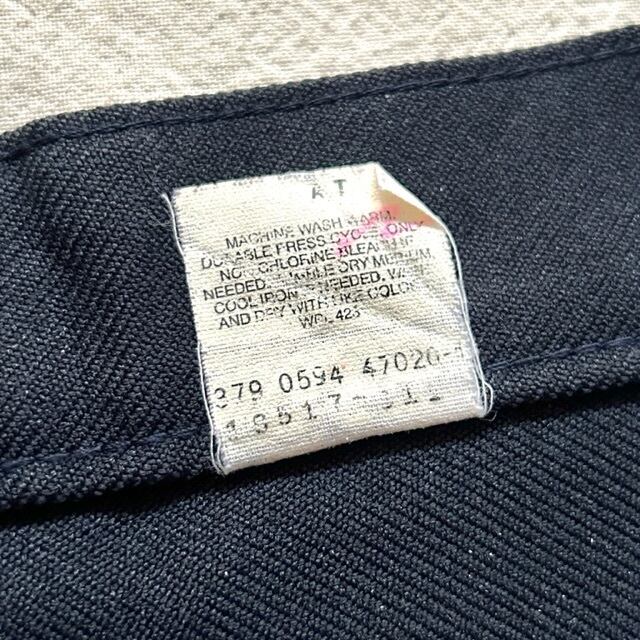 A T
MACHINE WASH WARM,
DURABLE PRESS CYCLE ONLY
NO CHLORINE BLEACH IF
NEEDED. TUMBLE DRY MEDIUM,
COOL IRON IF NEEDED. WASH
AND DRY WITH LIKE COLORS
WPL 423
379 0594 47020-